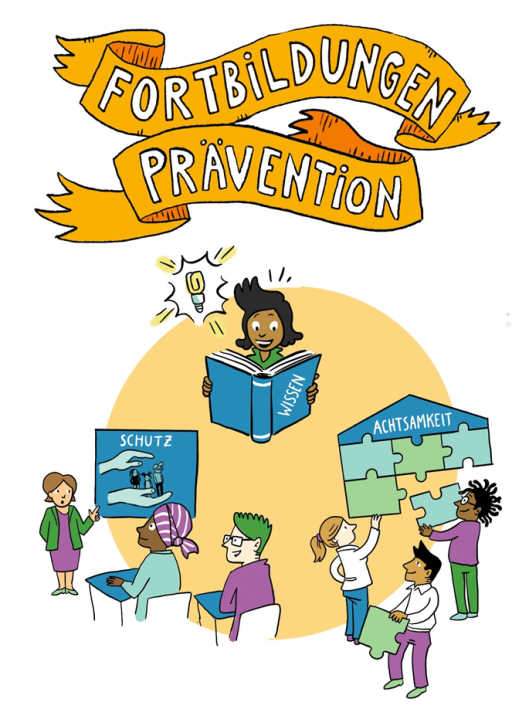 FORTBILDUNGEN
PRÄVENTION
WISSEN
SCHUTZ
ACHTSAMKEIT